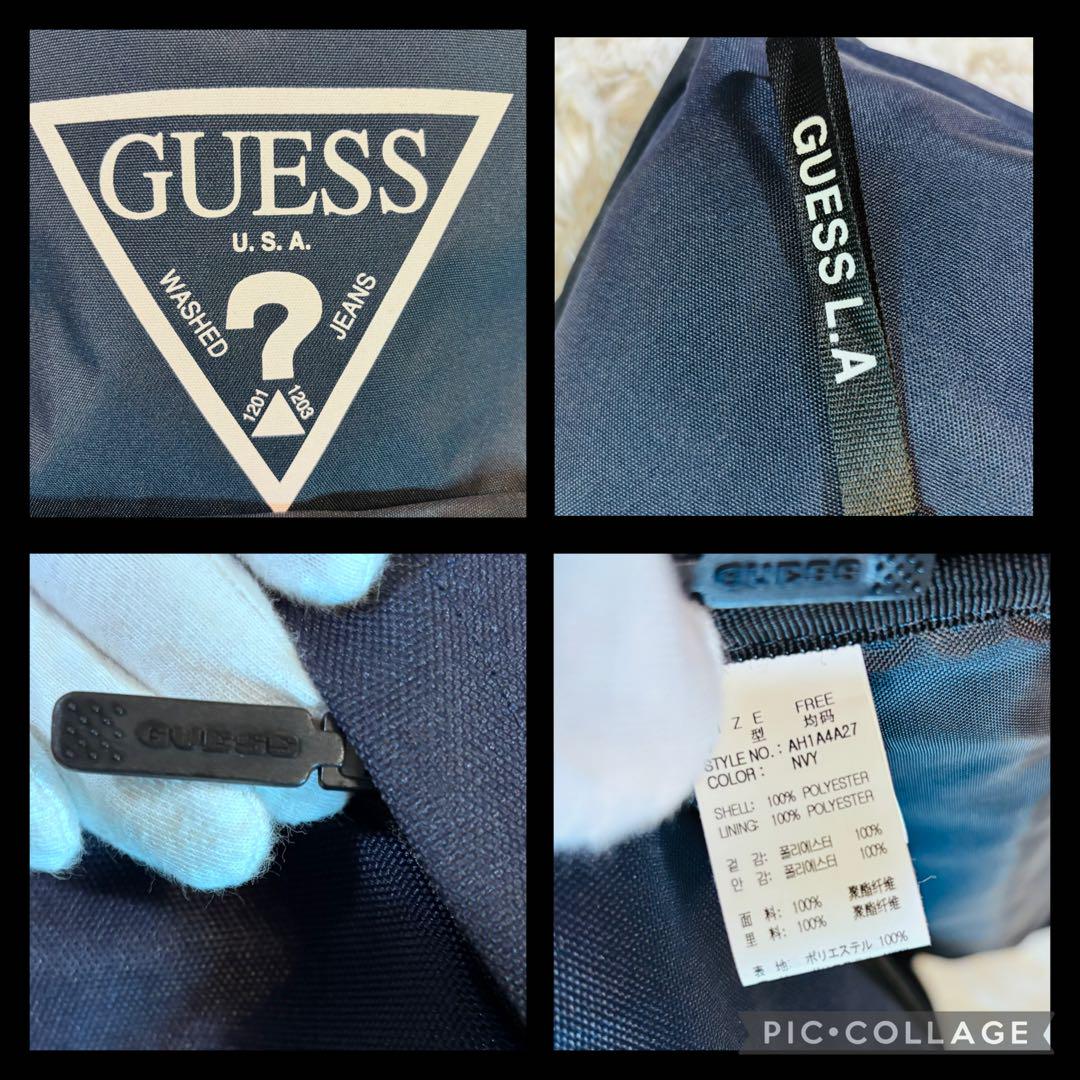 GUESS
U. S. A.
WASHED
?
JEANS
1201
1203
GUESS L.A
GUESS
GUESS
ZE FREE
型 均码
STYLE NO. : AH1A4A27
COLOR : NVY
SHELL: 100% POLYESTER
LINING: 100% POLYESTER
겉 감: 폴리에스터 100%
안 감: 폴리에스터 100%
面 料: 100% 聚酯纤维
里 料: 100% 聚酯纤维
表 地: ポリエステル 100%
PIC•COLLAGE